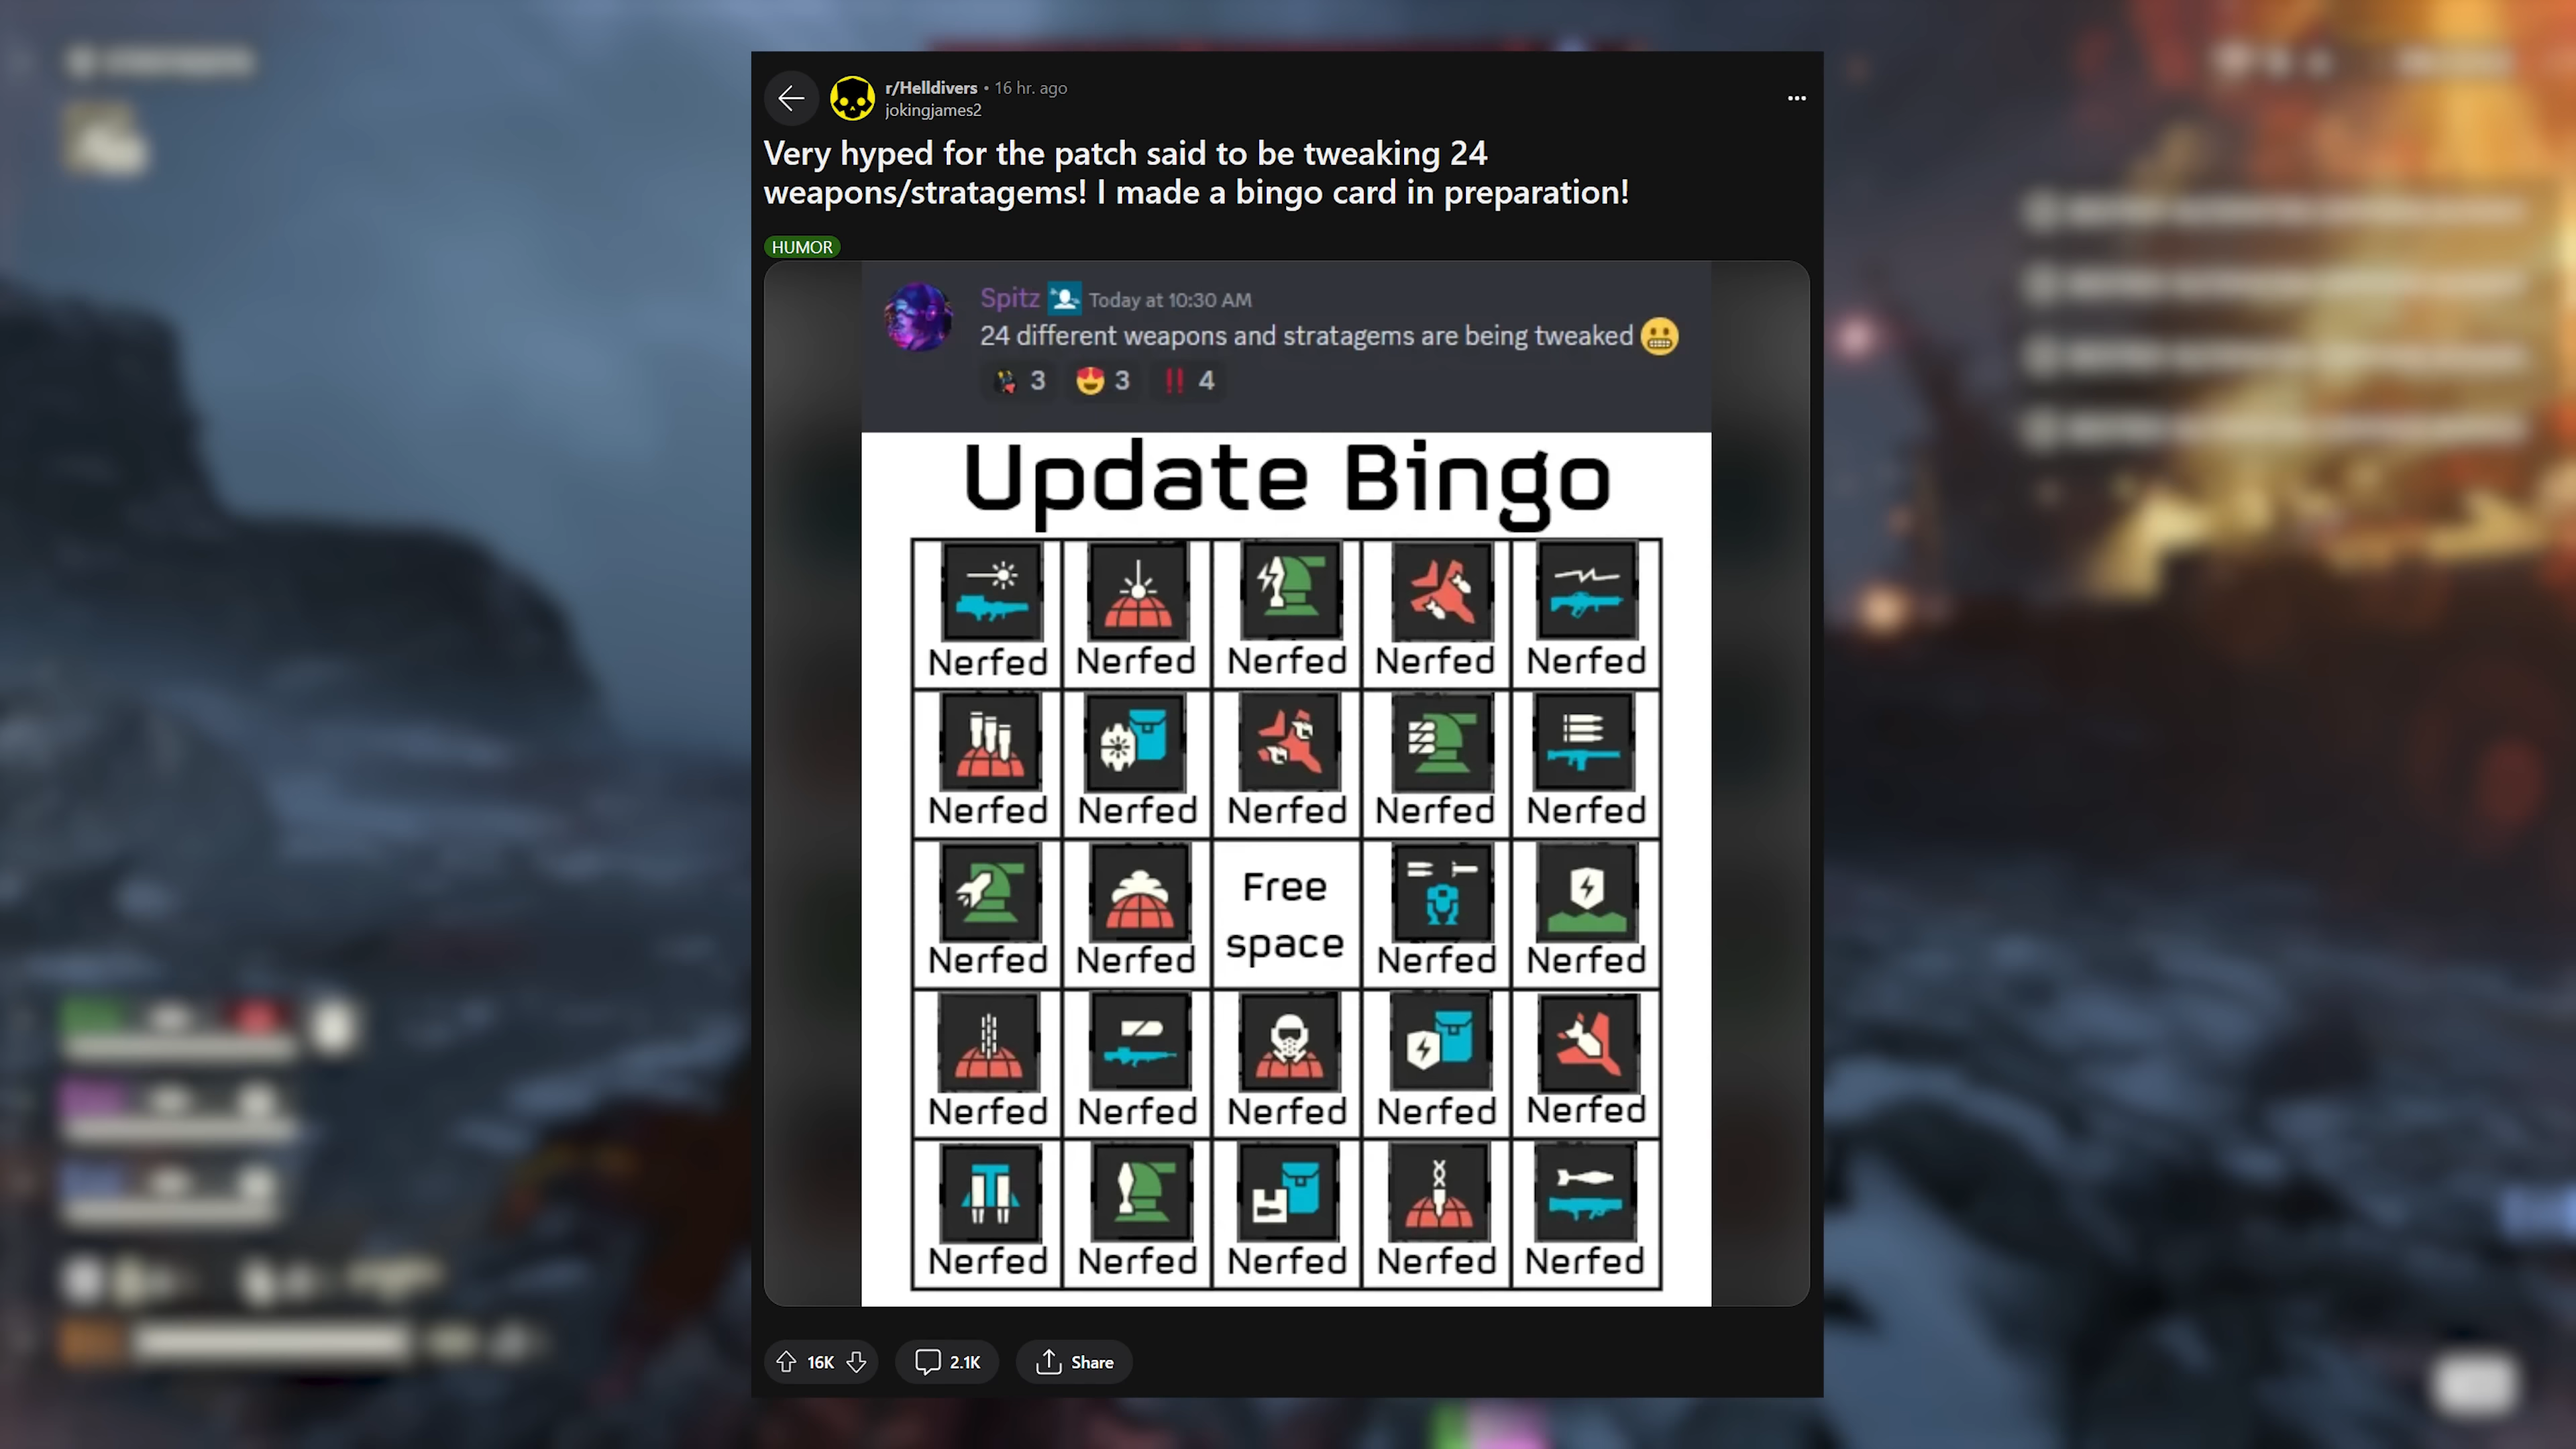 r/Helldivers • 16 hr. ago
jokingjames2
Very hyped for the patch said to be tweaking 24
weapons/stratagems! I made a bingo card in preparation!
HUMOR
Spitz Today at 10:30 AM
24 different weapons and stratagems are being tweaked
3 3 4
Update Bingo
Nerfed Nerfed Nerfed Nerfed Nerfed
Nerfed Nerfed Nerfed Nerfed Nerfed
Free
space
Nerfed Nerfed Nerfed Nerfed
Nerfed Nerfed Nerfed Nerfed Nerfed
Nerfed Nerfed Nerfed Nerfed Nerfed
16K 2.1K Share